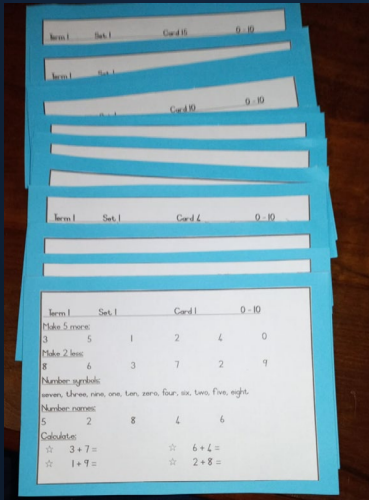 Term 1 Set 1 Card 15 0 - 10
Term 1 Set 1
Card 10 0 - 10
Term 1 Set 1 Card 4 0 - 10
Term 1 Set 1 Card 1 0 - 10
Make 5 more:
3 5 1 2 4 0
Make 2 less:
8 6 3 7 2 9
Number symbols:
seven, three, nine, one, ten, zero, four, six, two, five, eight
Number names:
5 2 8 4 6
Calculate:
☆ 3 + 7 = ☆ 6 + 4 =
☆ 1 + 9 = ☆ 2 + 8 =